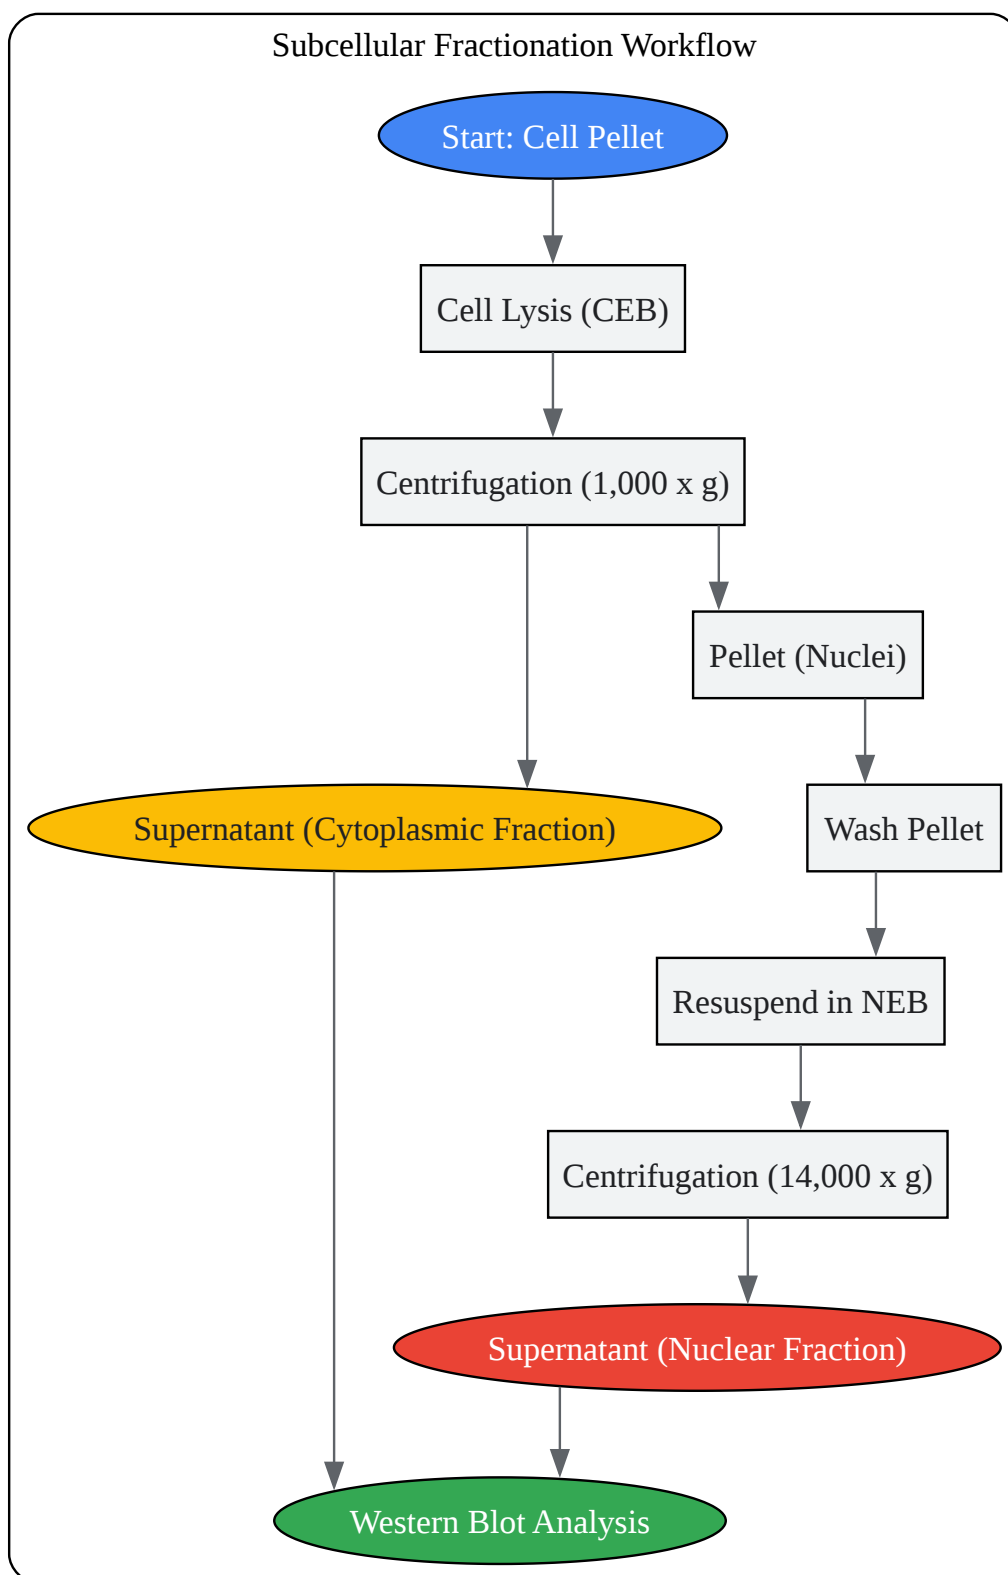 Subcellular Fractionation Workflow
Start: Cell Pellet
Cell Lysis (CEB)
Centrifugation (1,000 x g)
Pellet (Nuclei)
Supernatant (Cytoplasmic Fraction)
Wash Pellet
Resuspend in NEB
Centrifugation (14,000 x g)
Supernatant (Nuclear Fraction)
Western Blot Analysis